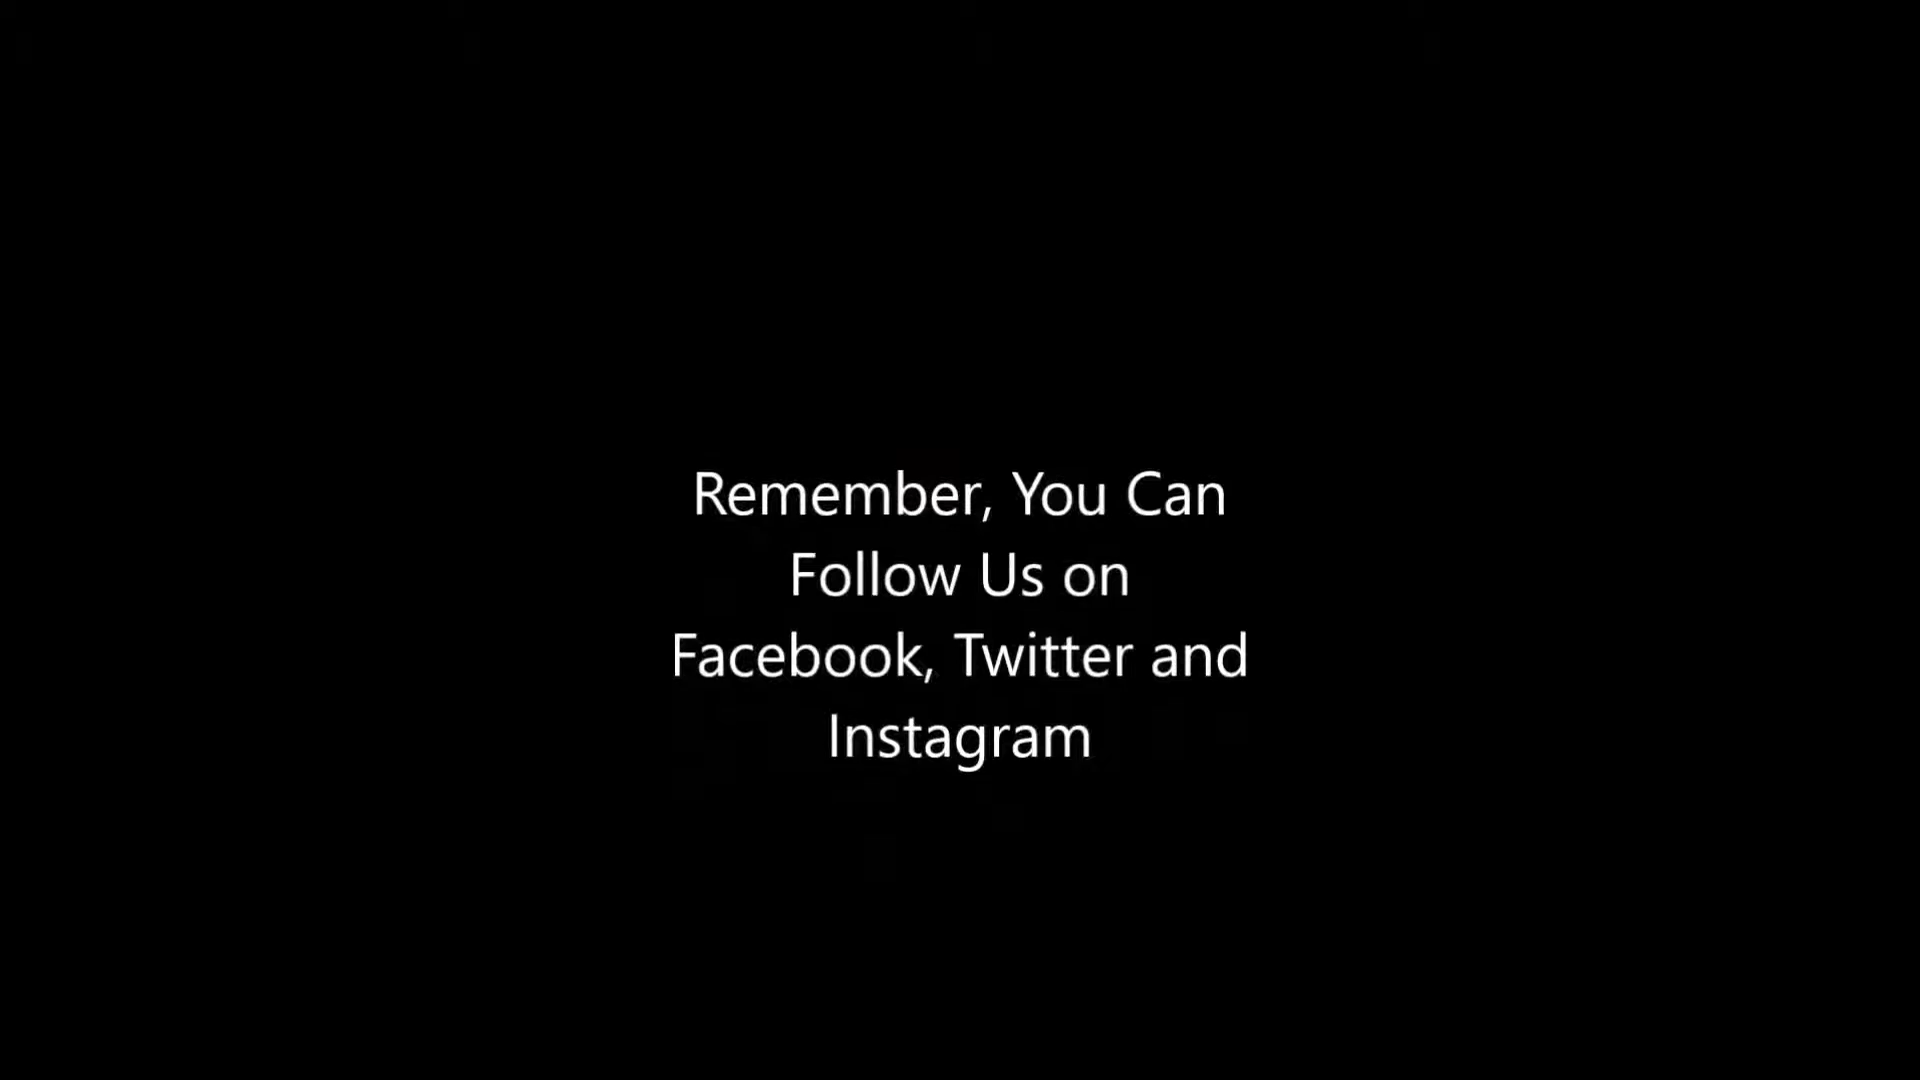 Remember, You Can
Follow Us on
Facebook, Twitter and
Instagram